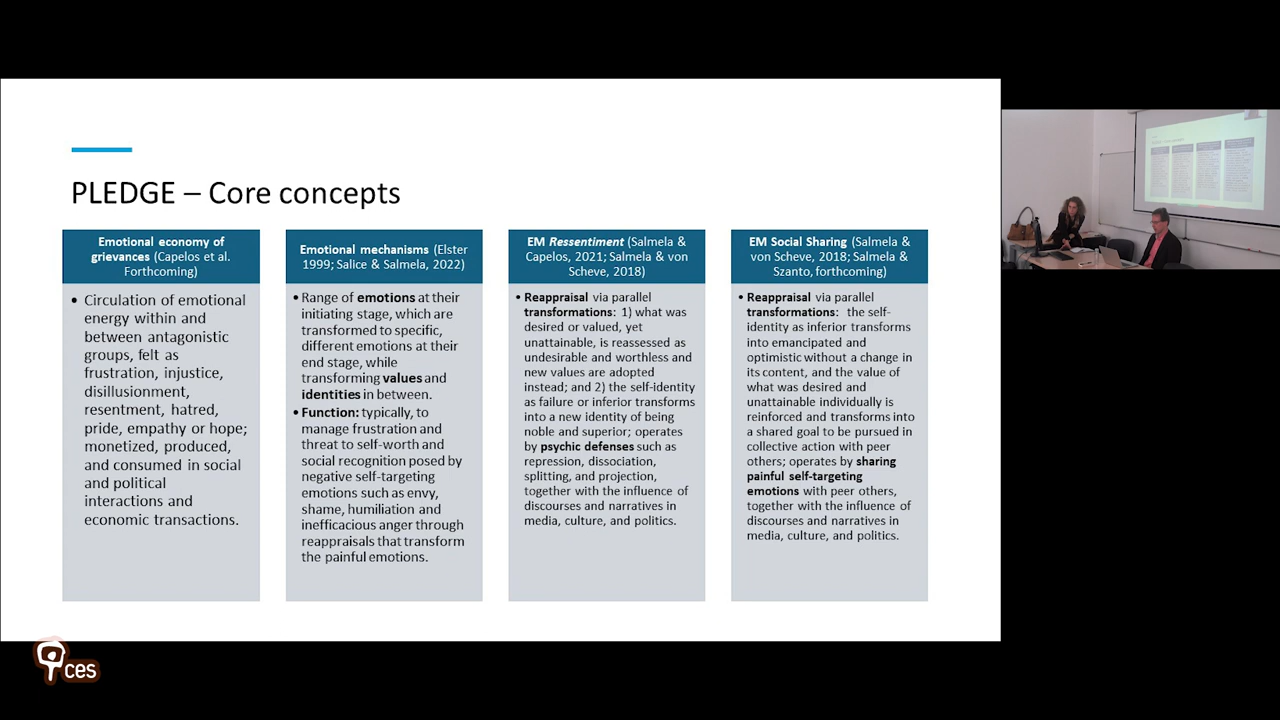 PLEDGE – Core concepts
Emotional economy of
grievances (Capelos et al.
Forthcoming)
• Circulation of emotional
energy within and
between antagonistic
groups, felt as
frustration, injustice,
disillusionment,
resentment, hatred,
pride, empathy or hope;
monetized, produced,
and consumed in social
and political
interactions and
economic transactions.
Emotional mechanisms (Elster
1999; Salice & Salmela, 2022)
• Range of emotions at their
initiating stage, which are
transformed to specific,
different emotions at their
end stage, while
transforming values and
identities in between.
• Function: typically, to
manage frustration and
threat to self-worth and
social recognition posed by
negative self-targeting
emotions such as envy,
shame, humiliation and
inefficacious anger through
reappraisals that transform
the painful emotions.
EM Ressentiment (Salmela &
Capelos, 2021; Salmela & von
Scheve, 2018)
• Reappraisal via parallel
transformations: 1) what was
desired or valued, yet
unattainable, is reassessed as
undesirable and worthless and
new values are adopted
instead; and 2) the self-identity
as failure or inferior transforms
into a new identity of being
noble and superior; operates
by psychic defenses such as
repression, dissociation,
splitting, and projection,
together with the influence of
discourses and narratives in
media, culture, and politics.
EM Social Sharing (Salmela &
von Scheve, 2018; Salmela &
Szanto, forthcoming)
• Reappraisal via parallel
transformations: the self-
identity as inferior transforms
into emancipated and
optimistic without a change in
its content, and the value of
what was desired and
unattainable individually is
reinforced and transforms into
a shared goal to be pursued in
collective action with peer
others; operates by sharing
painful self-targeting
emotions with peer others,
together with the influence of
discourses and narratives in
media, culture, and politics.
ces